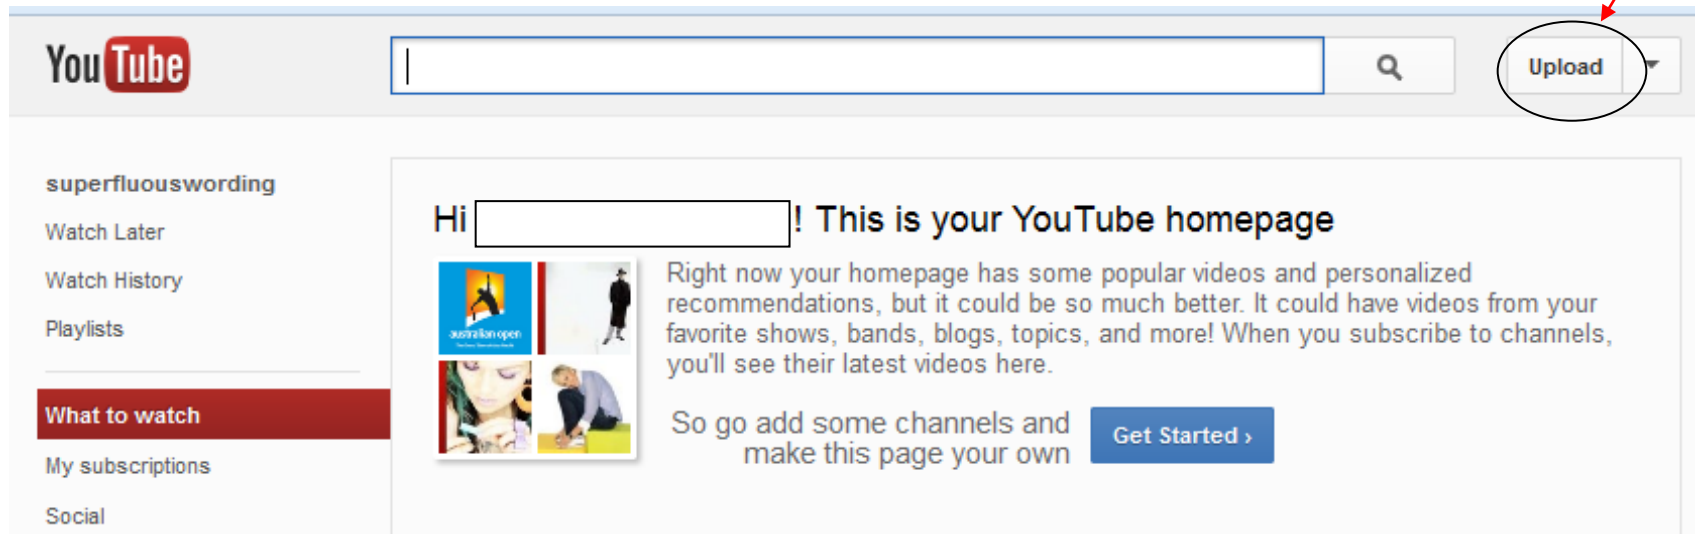 YouTube
Upload
superfluouswording
Watch Later
Watch History
Playlists
What to watch
My subscriptions
Social
Hi ! This is your YouTube homepage
australian open
Right now your homepage has some popular videos and personalized
recommendations, but it could be so much better. It could have videos from your
favorite shows, bands, blogs, topics, and more! When you subscribe to channels,
you'll see their latest videos here.
So go add some channels and
make this page your own
Get Started ›